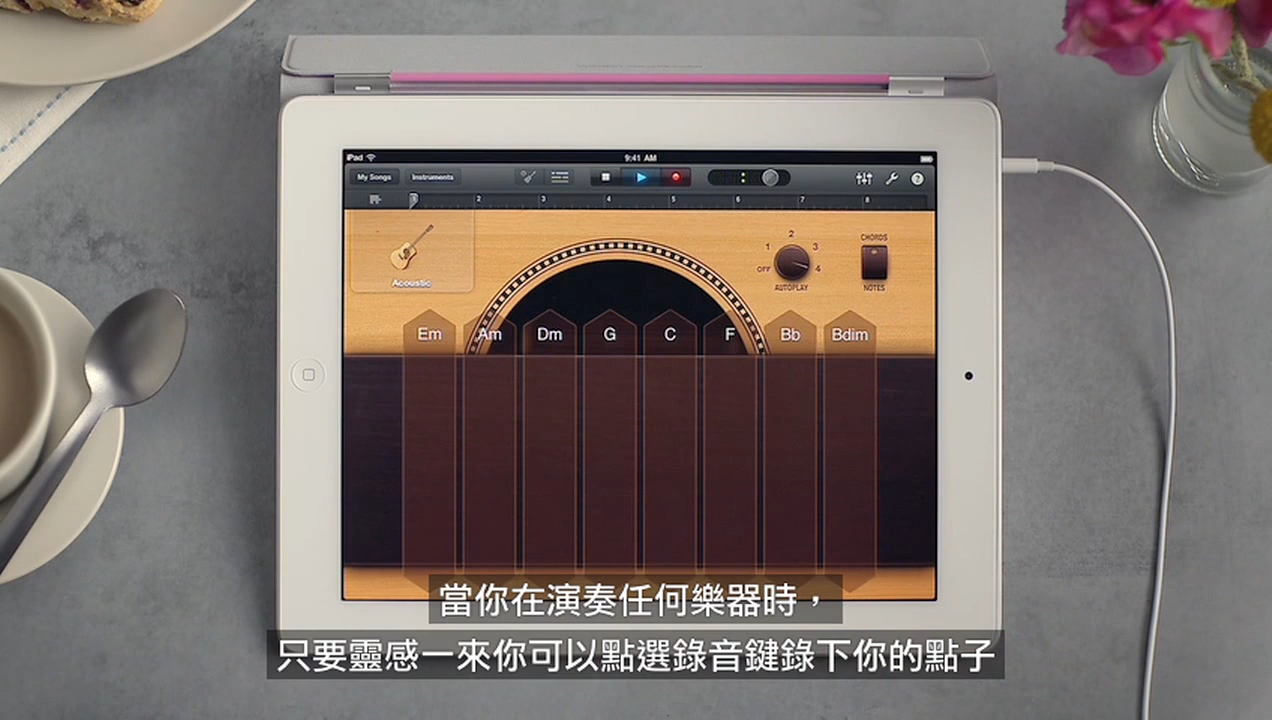 iPad 9:41 AM
My Songs Instruments
1 2 3 4 5 6 7 8
Acoustic
1 2 3 4 OFF
AUTOPLAY
CHORDS
NOTES
Em Am Dm G C F Bb Bdim
當你在演奏任何樂器時，
只要靈感一來你可以點選錄音鍵錄下你的點子